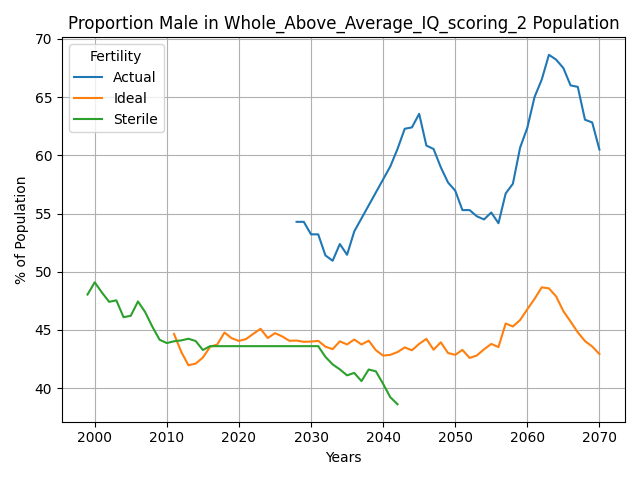 Proportion Male in Whole_Above_Average_IQ_scoring_2 Population
Fertility
Actual
Ideal
Sterile
% of Population
70
65
60
55
50
45
40
2000 2010 2020 2030 2040 2050 2060 2070
Years